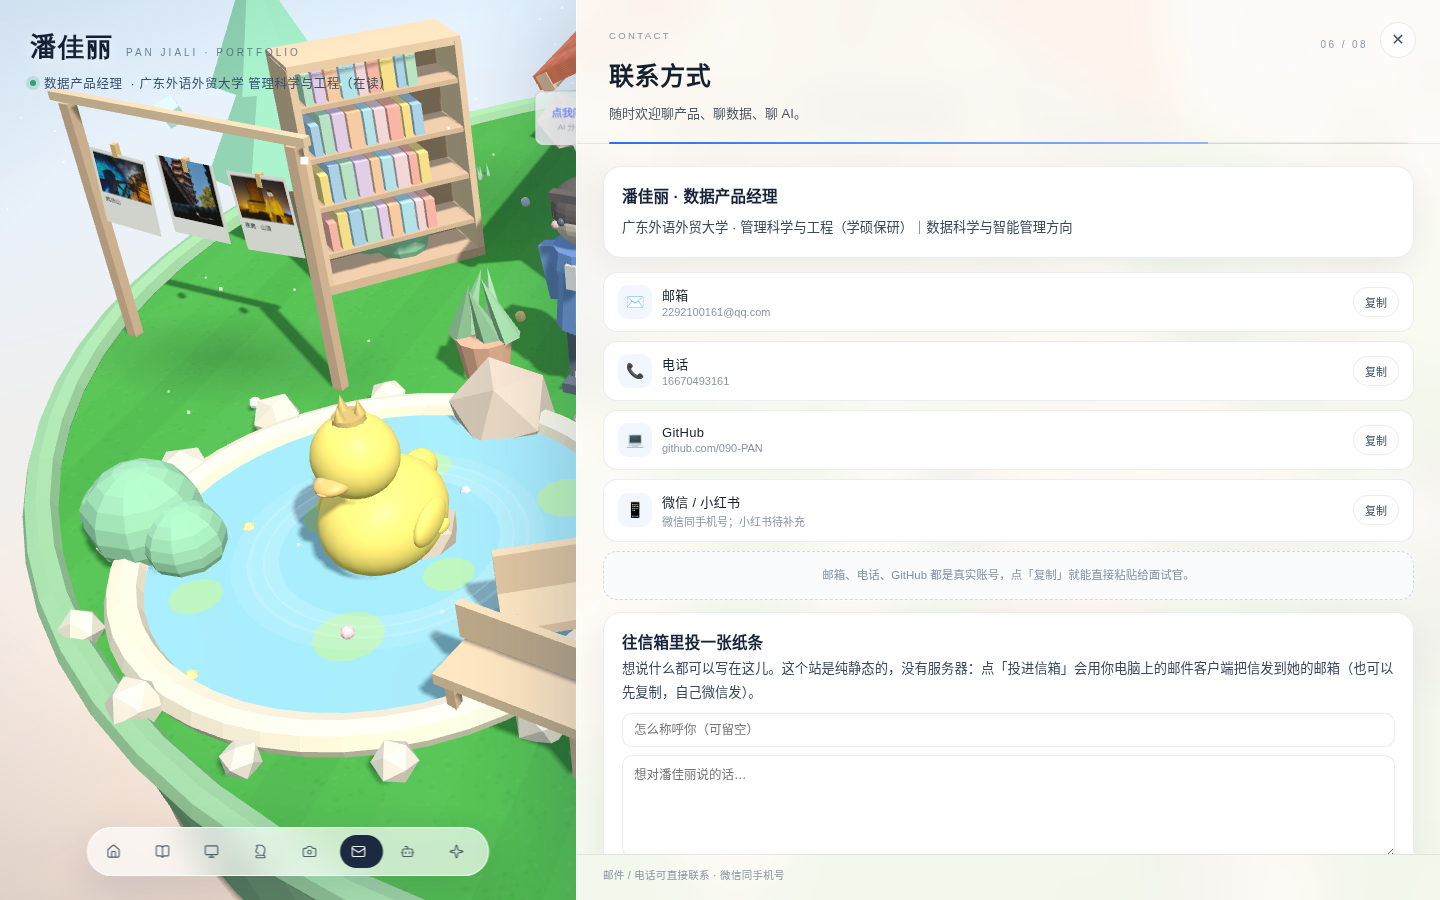 潘佳丽 PAN JIALI · PORTFOLIO
数据产品经理 · 广东外语外贸大学 管理科学与工程（在读）
点我
CONTACT
06 / 08
联系方式
随时欢迎聊产品、聊数据、聊 AI。
潘佳丽 · 数据产品经理
广东外语外贸大学 · 管理科学与工程（学硕保研）｜数据科学与智能管理方向
邮箱
2292100161@qq.com
复制
电话
16670493161
复制
GitHub
github.com/090-PAN
复制
微信 / 小红书
微信同手机号；小红书待补充
复制
邮箱、电话、GitHub 都是真实账号，点「复制」就能直接粘贴给面试官。
往信箱里投一张纸条
想说什么都可以写在这儿。这个站是纯静态的，没有服务器：点「投进信箱」会用你电脑上的邮件客户端把信发到她的邮箱（也可以
先复制，自己微信发）。
怎么称呼你（可留空）
想对潘佳丽说的话…
邮件 / 电话可直接联系 · 微信同手机号